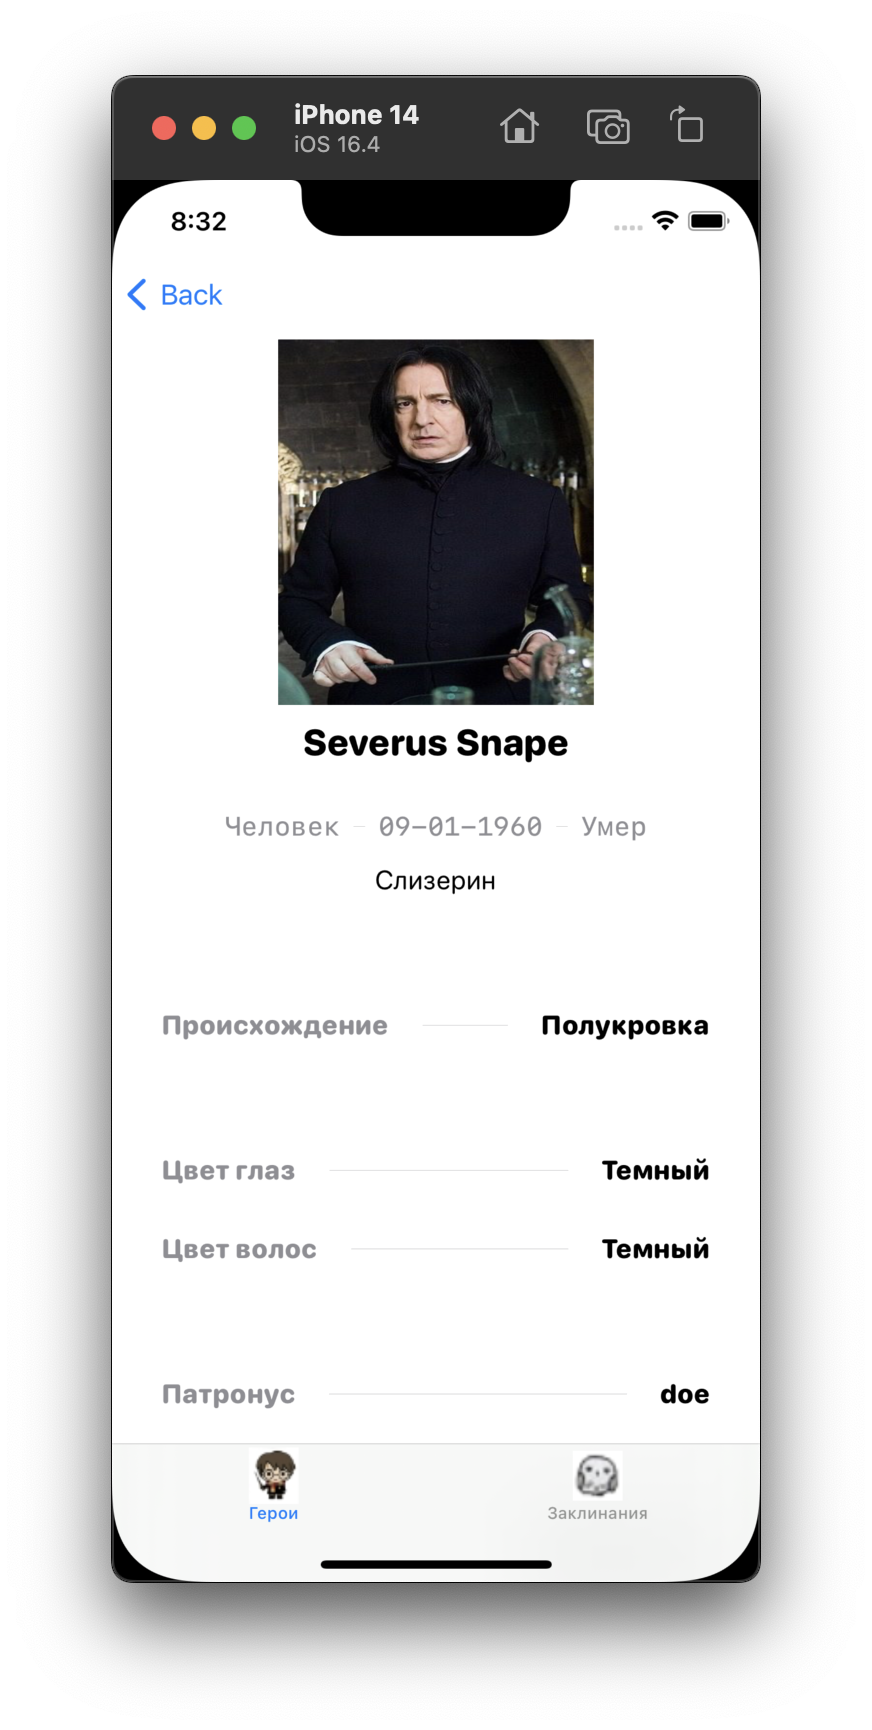 iPhone 14
iOS 16.4
8:32
Back
Severus Snape
Человек — 09-01-1960 — Умер
Слизерин
Происхождение Полукровка
Цвет глаз Темный
Цвет волос Темный
Патронус doe
Герои Заклинания